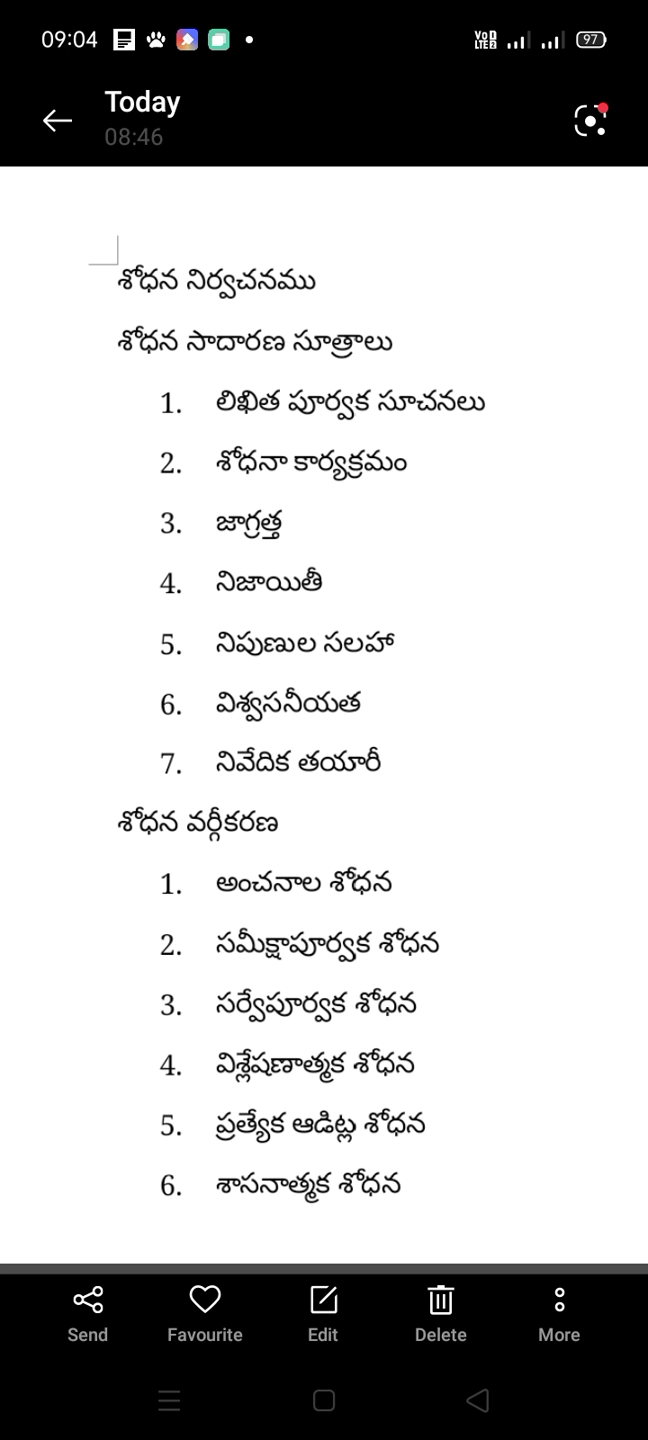 09:04
97
Today
08:46
శోధన నిర్వచనము
శోధన సాదారణ సూత్రాలు
1. లిఖిత పూర్వక సూచనలు
2. శోధనా కార్యక్రమం
3. జాగ్రత్త
4. నిజాయితీ
5. నిపుణుల సలహా
6. విశ్వసనీయత
7. నివేదిక తయారీ
శోధన వర్గీకరణ
1. అంచనాల శోధన
2. సమీక్షాపూర్వక శోధన
3. సర్వేపూర్వక శోధన
4. విశ్లేషణాత్మక శోధన
5. ప్రత్యేక ఆడిట్ల శోధన
6. శాసనాత్మక శోధన
Send Favourite Edit Delete More